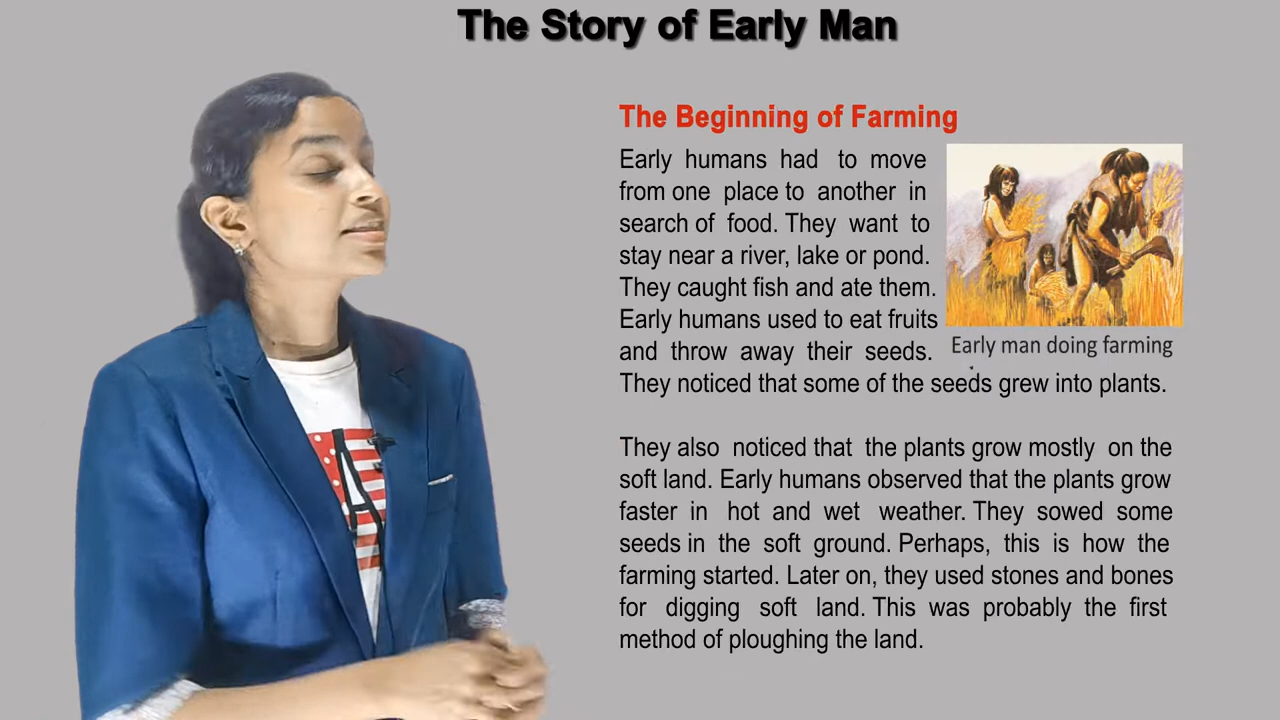 The Story of Early Man
The Beginning of Farming
Early humans had to move
from one place to another in
search of food. They want to
stay near a river, lake or pond.
They caught fish and ate them.
Early humans used to eat fruits
and throw away their seeds.
Early man doing farming
They noticed that some of the seeds grew into plants.
They also noticed that the plants grow mostly on the
soft land. Early humans observed that the plants grow
faster in hot and wet weather. They sowed some
seeds in the soft ground. Perhaps, this is how the
farming started. Later on, they used stones and bones
for digging soft land. This was probably the first
method of ploughing the land.